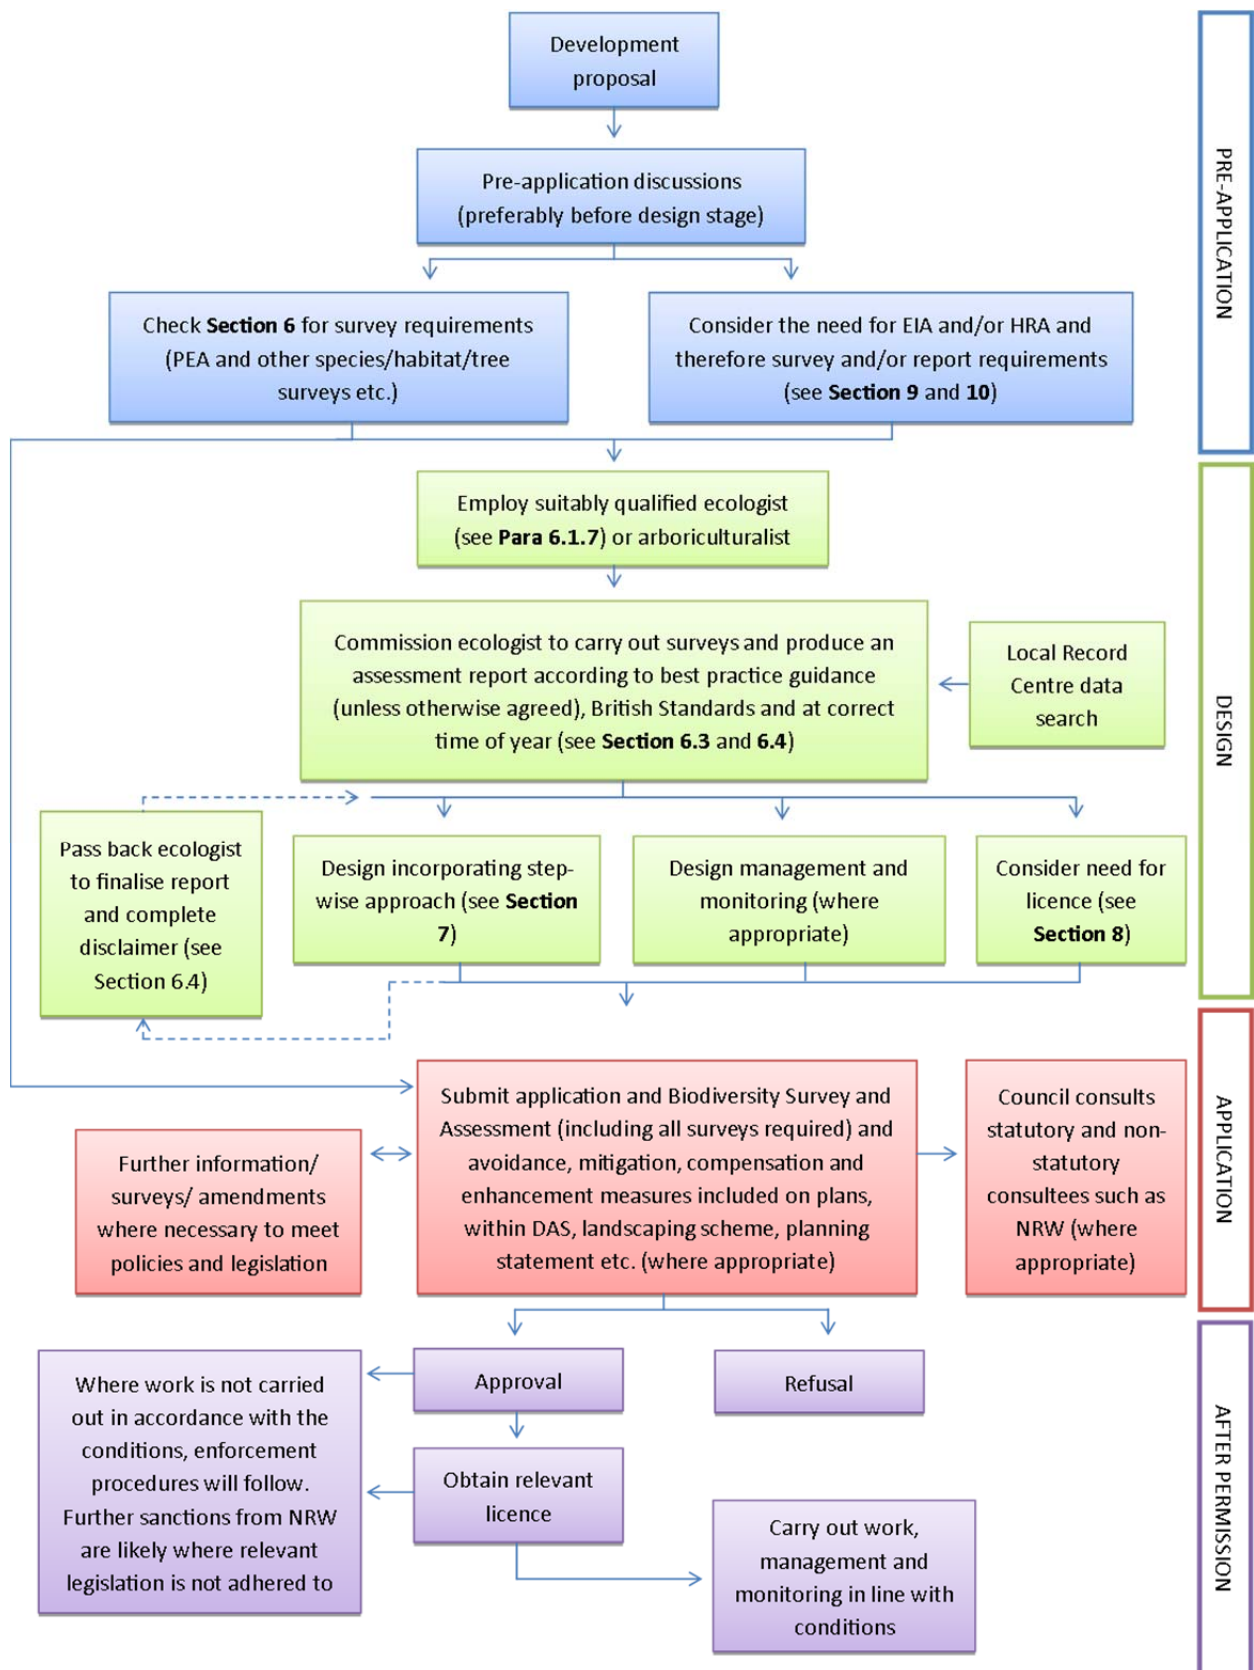 Development
proposal
PRE-APPLICATION
Pre-application discussions
(preferably before design stage)
Check Section 6 for survey requirements
(PEA and other species/habitat/tree
surveys etc.)
Consider the need for EIA and/or HRA and
therefore survey and/or report requirements
(see Section 9 and 10)
DESIGN
Employ suitably qualified ecologist
(see Para 6.1.7) or arboriculturalist
Commission ecologist to carry out surveys and produce an
assessment report according to best practice guidance
(unless otherwise agreed), British Standards and at correct
time of year (see Section 6.3 and 6.4)
Local Record
Centre data
search
Pass back ecologist
to finalise report
and complete
disclaimer (see
Section 6.4)
Design incorporating step-
wise approach (see Section
7)
Design management and
monitoring (where
appropriate)
Consider need for
licence (see
Section 8)
APPLICATION
Further information/
surveys/ amendments
where necessary to meet
policies and legislation
Submit application and Biodiversity Survey and
Assessment (including all surveys required) and
avoidance, mitigation, compensation and
enhancement measures included on plans,
within DAS, landscaping scheme, planning
statement etc. (where appropriate)
Council consults
statutory and non-
statutory
consultees such as
NRW (where
appropriate)
AFTER PERMISSION
Where work is not carried
out in accordance with the
conditions, enforcement
procedures will follow.
Further sanctions from NRW
are likely where relevant
legislation is not adhered to
Approval
Refusal
Obtain relevant
licence
Carry out work,
management and
monitoring in line with
conditions